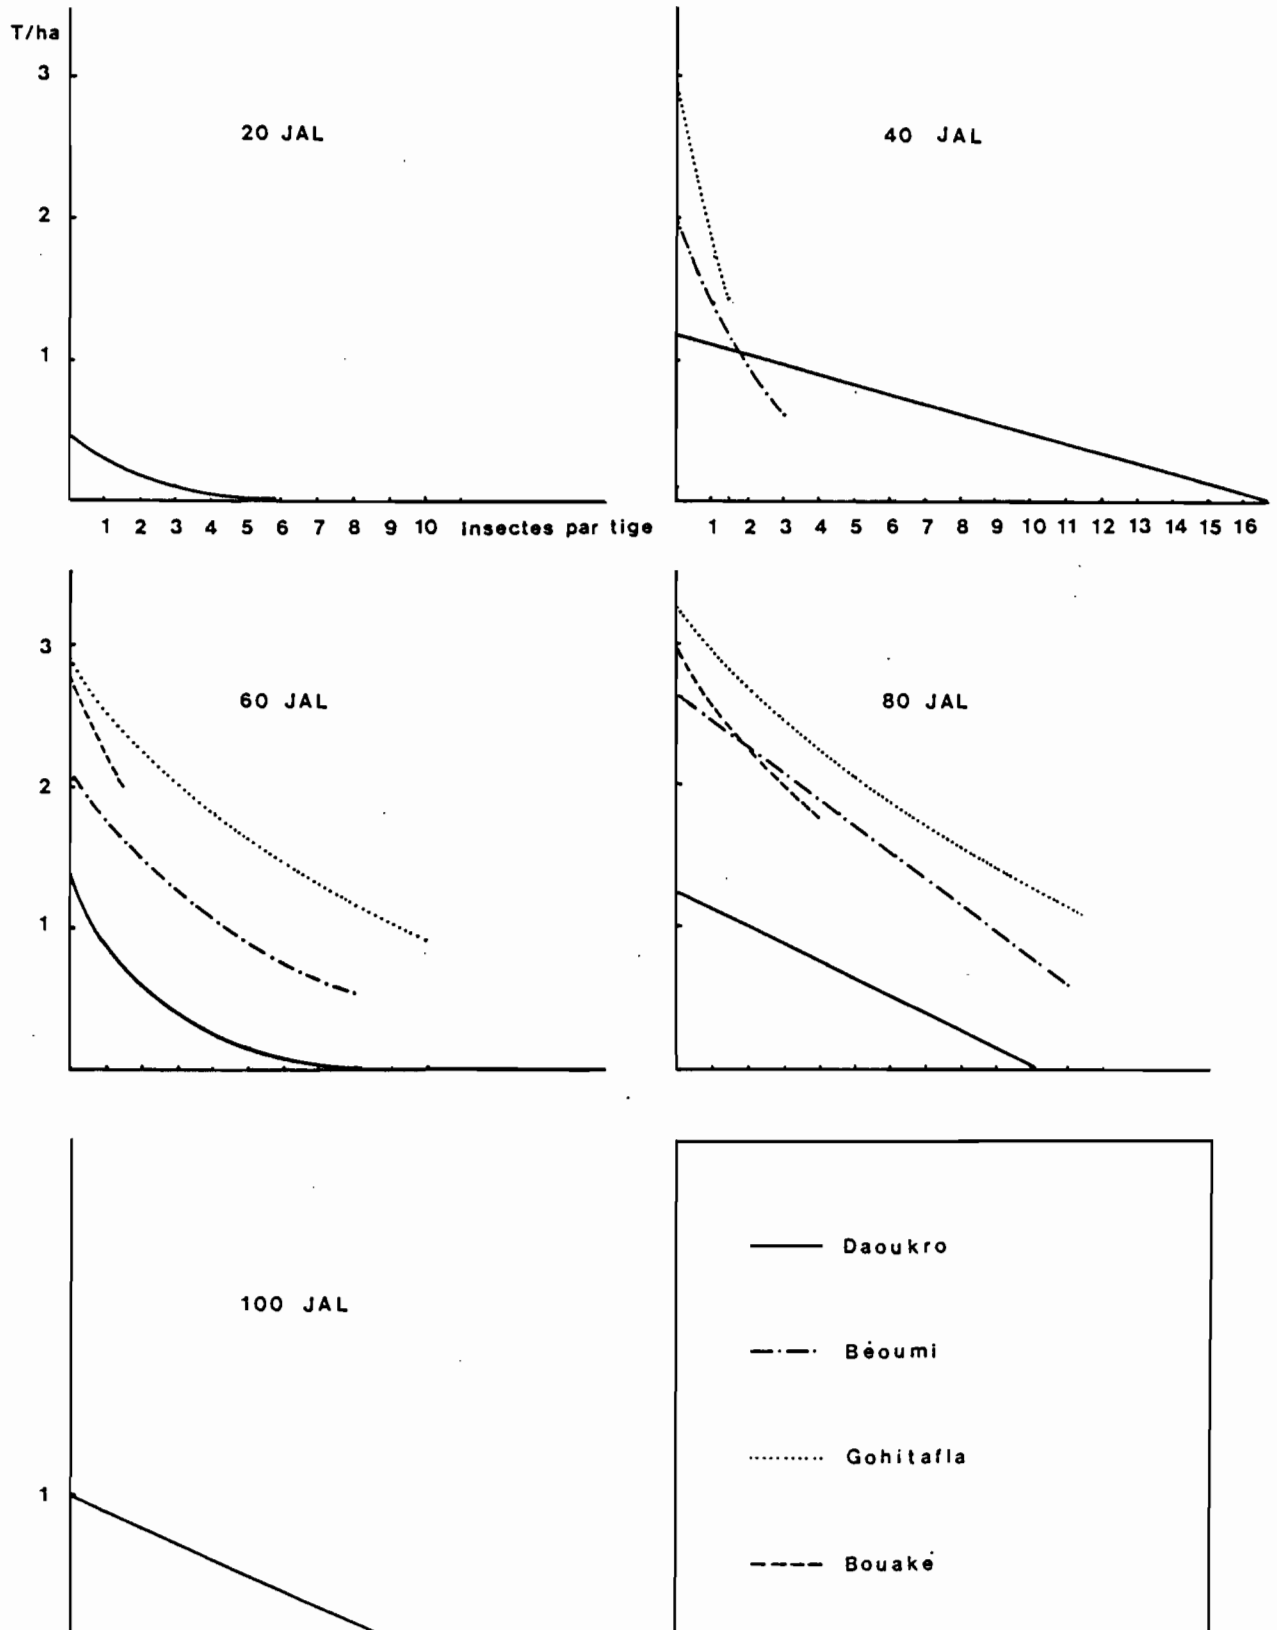 T/ha
3
2
1
20 JAL
1 2 3 4 5 6 7 8 9 10 Insectes par tige
40 JAL
1 2 3 4 5 6 7 8 9 10 11 12 13 14 15 16
3
2
1
60 JAL
80 JAL
1
100 JAL
Daoukro
Béoumi
Gohitafla
Bouaké